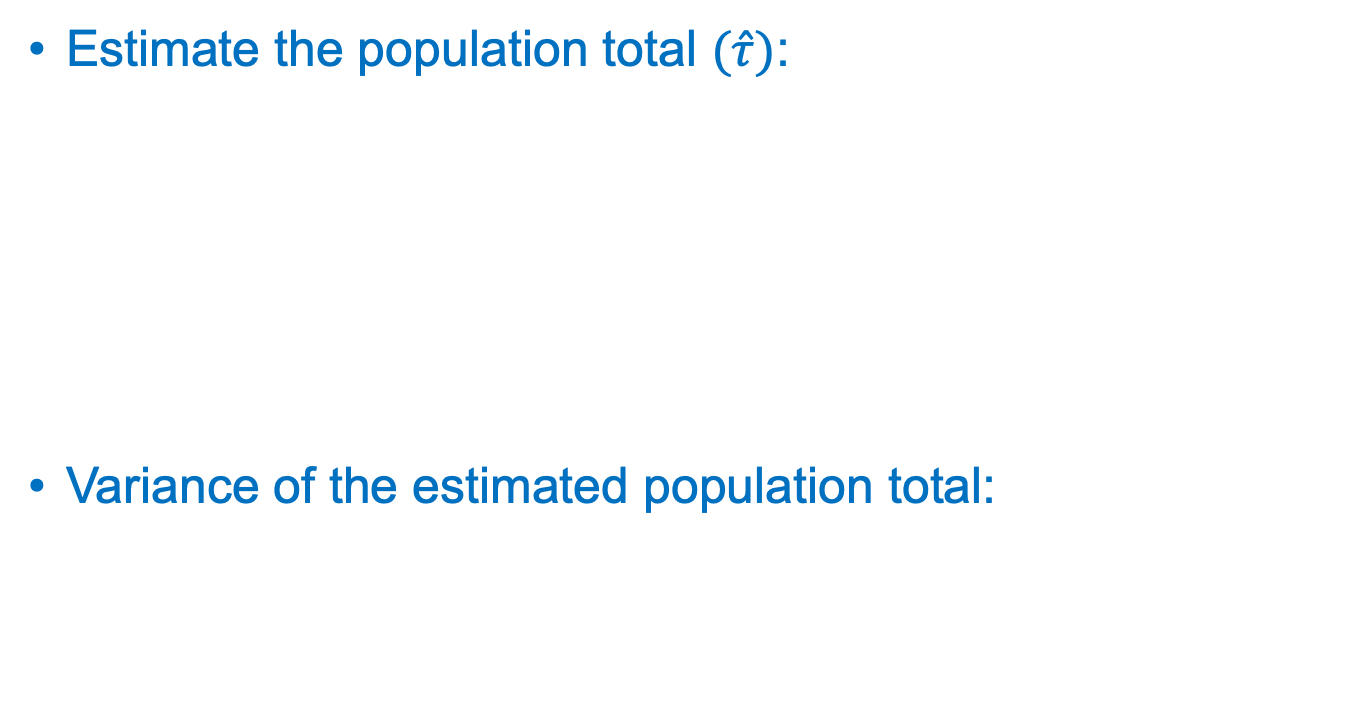 • Estimate the population total (τ̂):
• Variance of the estimated population total: